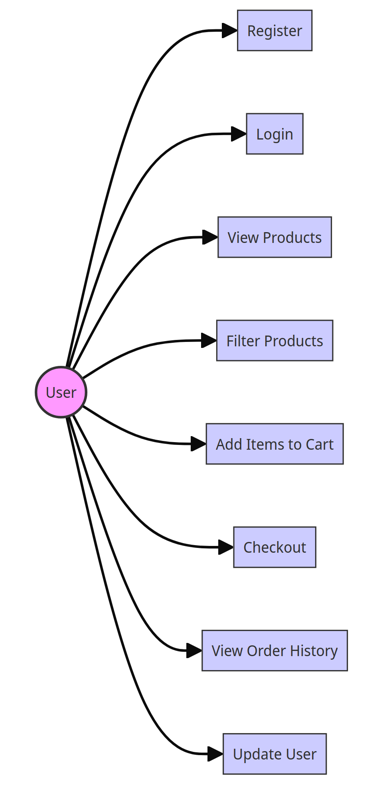 Register
Login
View Products
Filter Products
User
Add Items to Cart
Checkout
View Order History
Update User